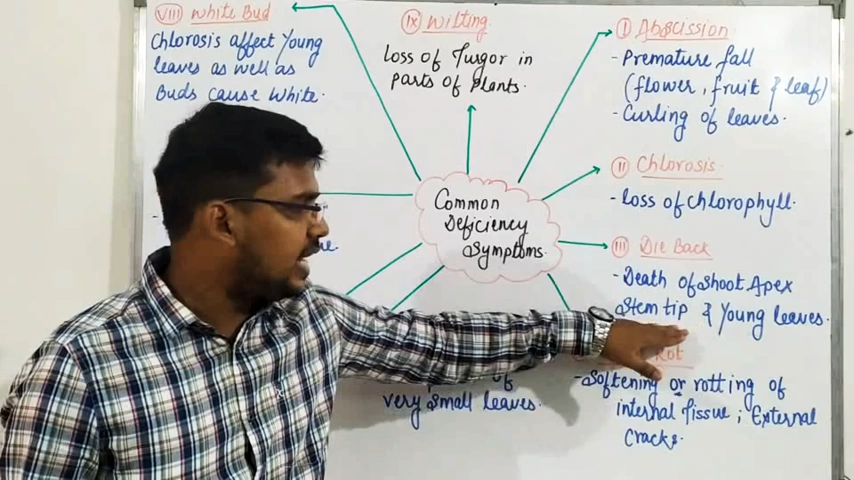 VIII White Bud
Chlorosis affect Young
leaves as well as
Buds cause White.
IX Wilting
Loss of Turgor in
parts of Plants.
I Abscission
- Premature fall
(flower, fruit & leaf)
- Curling of leaves.
II Chlorosis
- Loss of chlorophyll.
III Die Back
- Death of shoot Apex
Stem tip & Young leaves.
Rot
- Softening or rotting of
internal Tissue ; External
Cracks.
Common
Deficiency
Symptoms
of
very Small leaves.